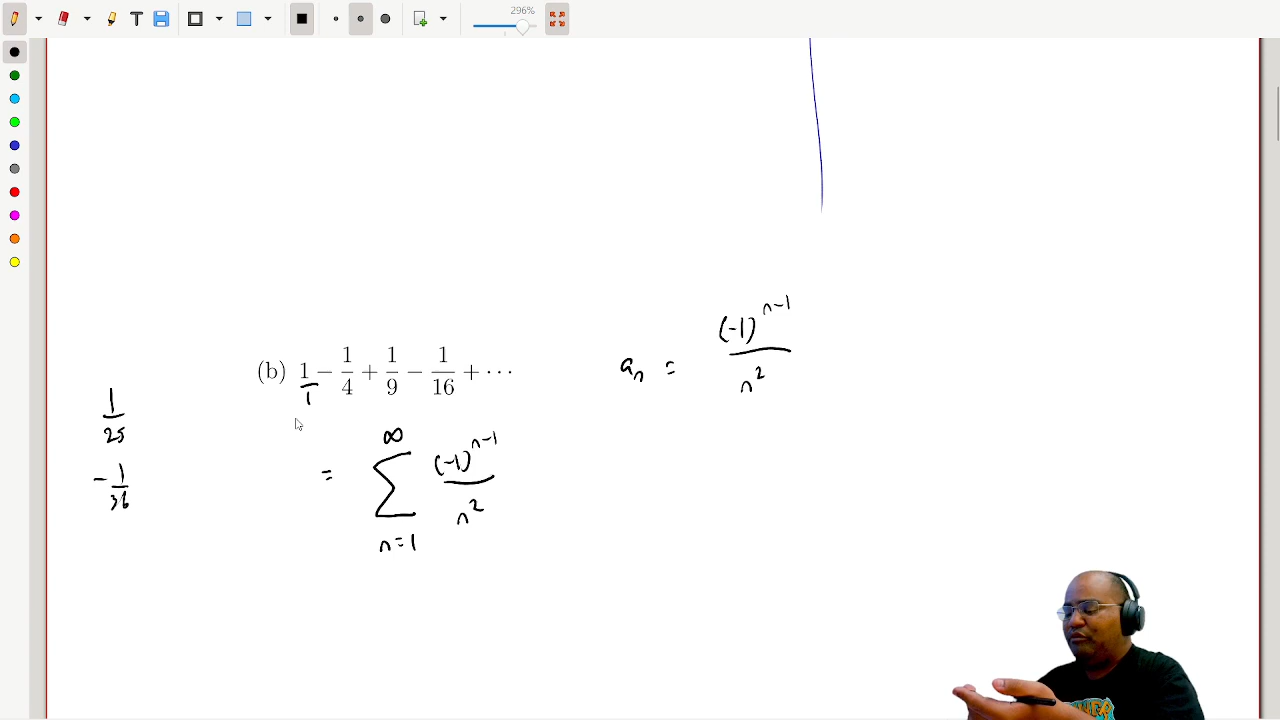 296%
a_n = (-1)^{n-1} / n^2
(b) 1/1 − 1/4 + 1/9 − 1/16 + ···
1/25
= ∑_{n=1}^{∞} (-1)^{n-1} / n^2
- 1/36